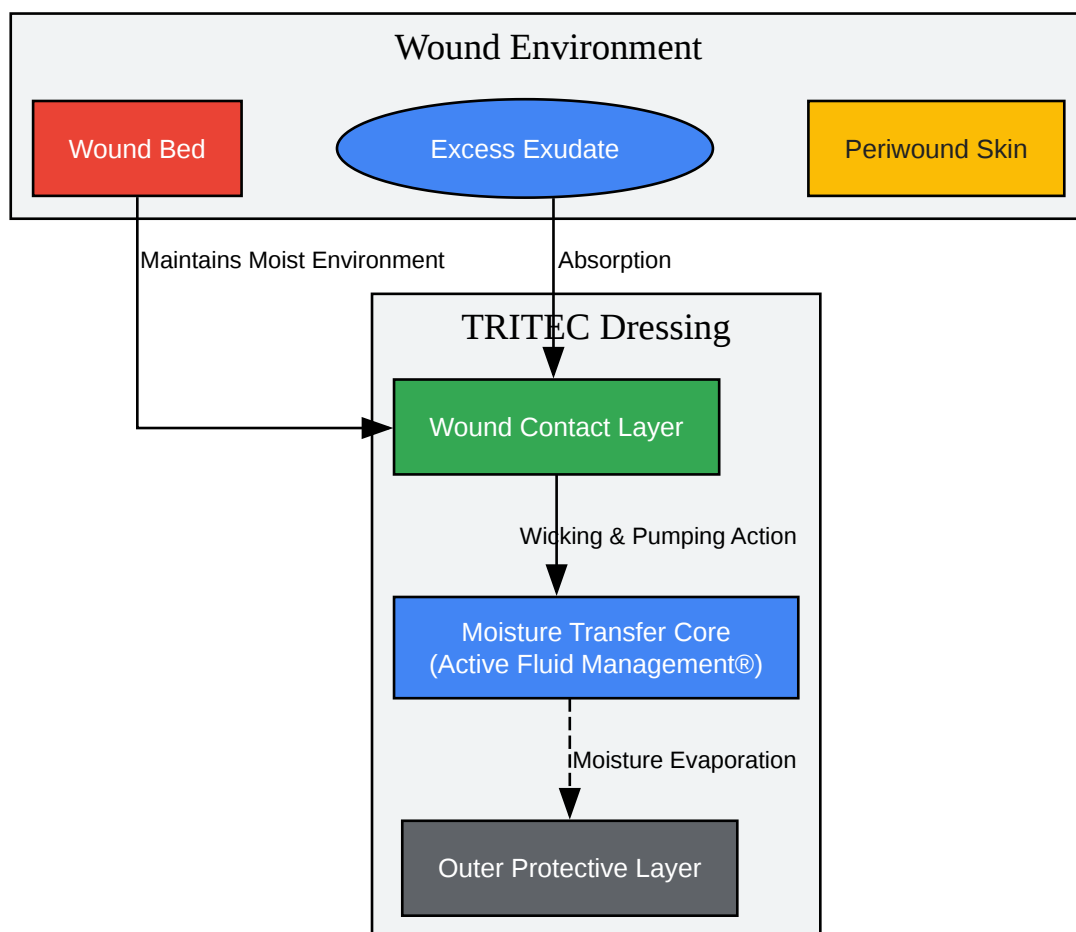 Wound Environment
Wound Bed
Excess Exudate
Periwound Skin
Maintains Moist Environment
Absorption
TRITEC Dressing
Wound Contact Layer
Wicking & Pumping Action
Moisture Transfer Core
(Active Fluid Management®)
Moisture Evaporation
Outer Protective Layer